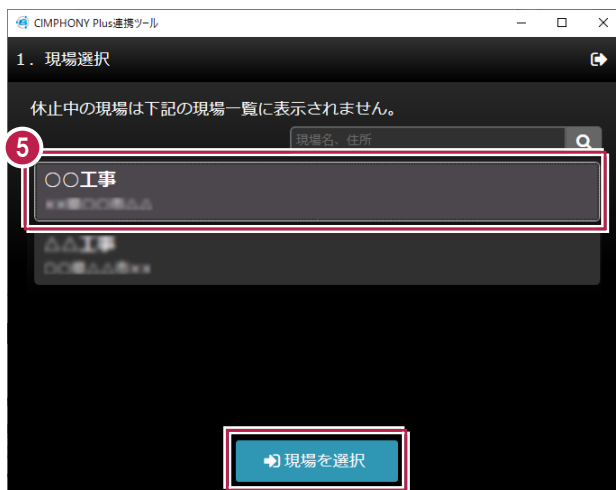 CIMPHONY Plus連携ツール
1. 現場選択
休止中の現場は下記の現場一覧に表示されません。
現場名、住所
5
○○工事
△△工事
現場を選択